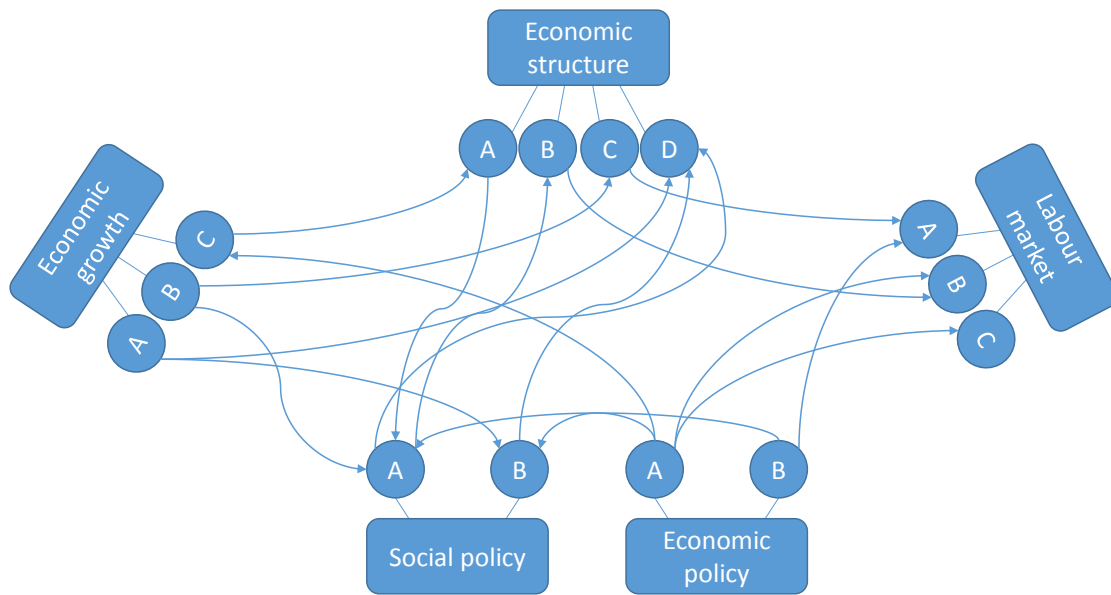 Economic
structure
A
B
C
D
Economic
growth
C
B
A
Labour
market
A
B
C
A
B
A
B
Social policy
Economic
policy